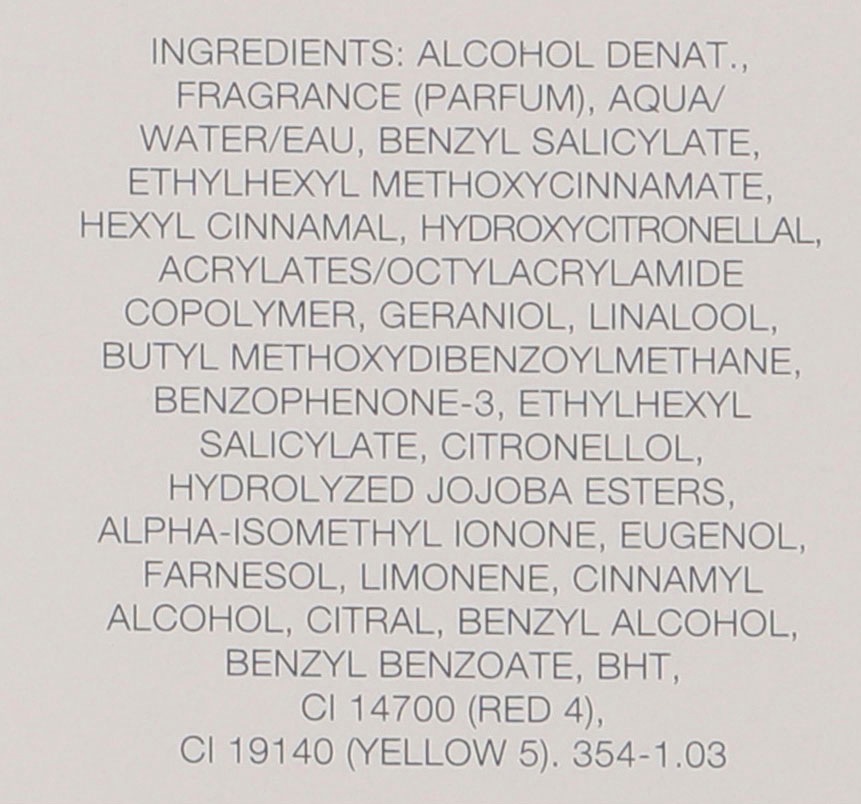 INGREDIENTS: ALCOHOL DENAT.,
FRAGRANCE (PARFUM), AQUA/
WATER/EAU, BENZYL SALICYLATE,
ETHYLHEXYL METHOXYCINNAMATE,
HEXYL CINNAMAL, HYDROXYCITRONELLAL,
ACRYLATES/OCTYLACRYLAMIDE
COPOLYMER, GERANIOL, LINALOOL,
BUTYL METHOXYDIBENZOYLMETHANE,
BENZOPHENONE-3, ETHYLHEXYL
SALICYLATE, CITRONELLOL,
HYDROLYZED JOJOBA ESTERS,
ALPHA-ISOMETHYL IONONE, EUGENOL,
FARNESOL, LIMONENE, CINNAMYL
ALCOHOL, CITRAL, BENZYL ALCOHOL,
BENZYL BENZOATE, BHT,
CI 14700 (RED 4),
CI 19140 (YELLOW 5). 354-1.03